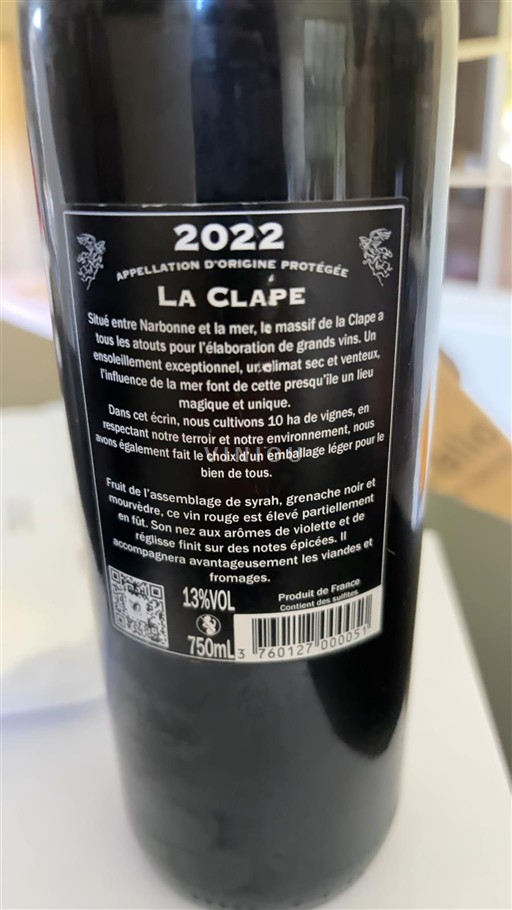 2022
APPELLATION D'ORIGINE PROTÉGÉE
LA CLAPE
Situé entre Narbonne et la mer, le massif de la Clape a
tous les atouts pour l'élaboration de grands vins. Un
ensoleillement exceptionnel, un climat sec et venteux,
l'influence de la mer font de cette presqu'île un lieu
magique et unique.
Dans cet écrin, nous cultivons 10 ha de vignes, en
respectant notre terroir et notre environnement, nous
avons également fait le choix d'un emballage léger pour le
bien de tous.
VINIOU
Fruit de l'assemblage de syrah, grenache noir et
mourvèdre, ce vin rouge est élevé partiellement
en fût. Son nez aux arômes de violette et de
réglisse finit sur des notes épicées. Il
accompagnera avantageusement les viandes et
fromages.
13%VOL
750mL
Produit de France
Contient des sulfites
3 760127 000051